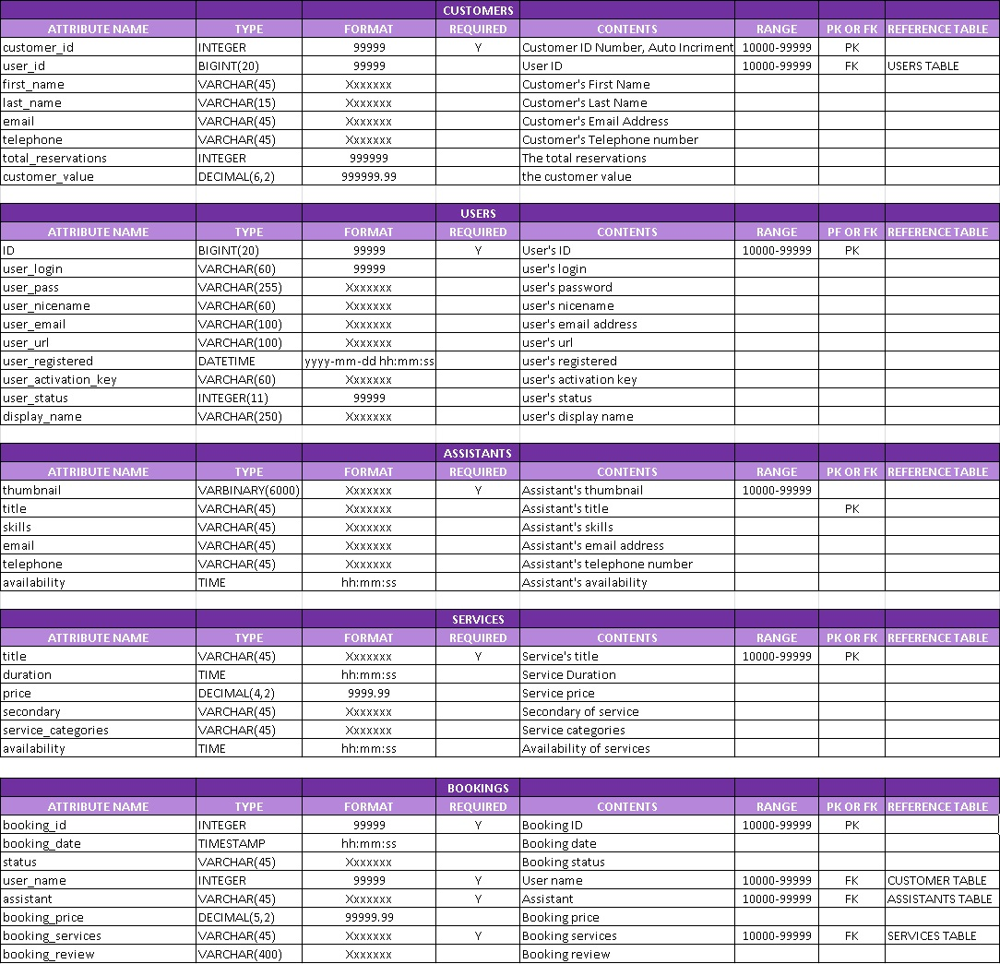 CUSTOMERS
ATTRIBUTE NAME TYPE FORMAT REQUIRED CONTENTS RANGE PK OR FK REFERENCE TABLE
customer_id INTEGER 99999 Y Customer ID Number, Auto Incriment 10000-99999 PK
user_id BIGINT(20) 99999 User ID 10000-99999 FK USERS TABLE
first_name VARCHAR(45) Xxxxxxx Customer's First Name
last_name VARCHAR(15) Xxxxxxx Customer's Last Name
email VARCHAR(45) Xxxxxxx Customer's Email Address
telephone VARCHAR(45) Xxxxxxx Customer's Telephone number
total_reservations INTEGER 999999 The total reservations
customer_value DECIMAL(6,2) 999999.99 the customer value
USERS
ATTRIBUTE NAME TYPE FORMAT REQUIRED CONTENTS RANGE PF OR FK REFERENCE TABLE
ID BIGINT(20) 99999 Y User's ID 10000-99999 PK
user_login VARCHAR(60) 99999 user's login
user_pass VARCHAR(255) Xxxxxxx user's password
user_nicename VARCHAR(60) Xxxxxxx user's nicename
user_email VARCHAR(100) Xxxxxxx user's email address
user_url VARCHAR(100) Xxxxxxx user's url
user_registered DATETIME yyyy-mm-dd hh:mm:ss user's registered
user_activation_key VARCHAR(60) Xxxxxxx user's activation key
user_status INTEGER(11) 99999 user's status
display_name VARCHAR(250) Xxxxxxx user's display name
ASSISTANTS
ATTRIBUTE NAME TYPE FORMAT REQUIRED CONTENTS RANGE PK OR FK REFERENCE TABLE
thumbnail VARBINARY(6000) Xxxxxxx Y Assistant's thumbnail 10000-99999
title VARCHAR(45) Xxxxxxx Assistant's title PK
skills VARCHAR(45) Xxxxxxx Assistant's skills
email VARCHAR(45) Xxxxxxx Assistant's email address
telephone VARCHAR(45) Xxxxxxx Assistant's telephone number
availability TIME hh:mm:ss Assistant's availability
SERVICES
ATTRIBUTE NAME TYPE FORMAT REQUIRED CONTENTS RANGE PK OR FK REFERENCE TABLE
title VARCHAR(45) Xxxxxxx Y Service's title 10000-99999 PK
duration TIME hh:mm:ss Service Duration
price DECIMAL(4,2) 9999.99 Service price
secondary VARCHAR(45) Xxxxxxx Secondary of service
service_categories VARCHAR(45) Xxxxxxx Service categories
availability TIME hh:mm:ss Availability of services
BOOKINGS
ATTRIBUTE NAME TYPE FORMAT REQUIRED CONTENTS RANGE PK OR FK REFERENCE TABLE
booking_id INTEGER 99999 Y Booking ID 10000-99999 PK
booking_date TIMESTAMP hh:mm:ss Booking date
status VARCHAR(45) Xxxxxxx Booking status
user_name INTEGER 99999 Y User name 10000-99999 FK CUSTOMER TABLE
assistant VARCHAR(45) Xxxxxxx Y Assistant 10000-99999 FK ASSISTANTS TABLE
booking_price DECIMAL(5,2) 99999.99 Booking price
booking_services VARCHAR(45) Xxxxxxx Y Booking services 10000-99999 FK SERVICES TABLE
booking_review VARCHAR(400) Xxxxxxx Booking review